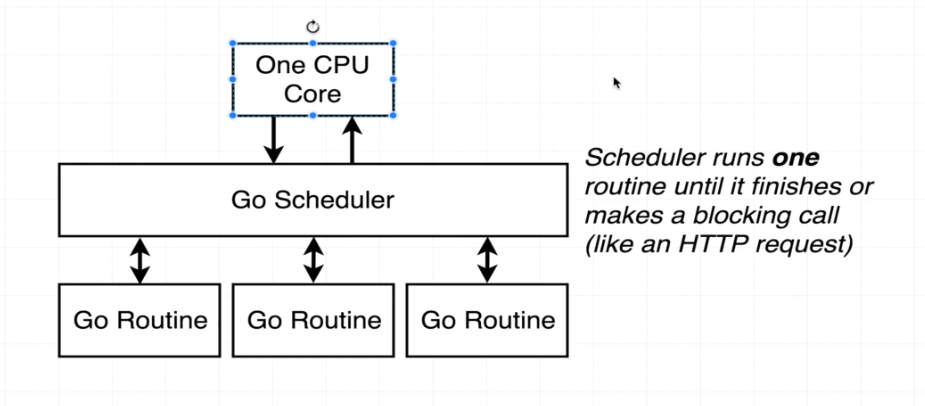 One CPU
Core
Go Scheduler
Scheduler runs one
routine until it finishes or
makes a blocking call
(like an HTTP request)
Go Routine
Go Routine
Go Routine